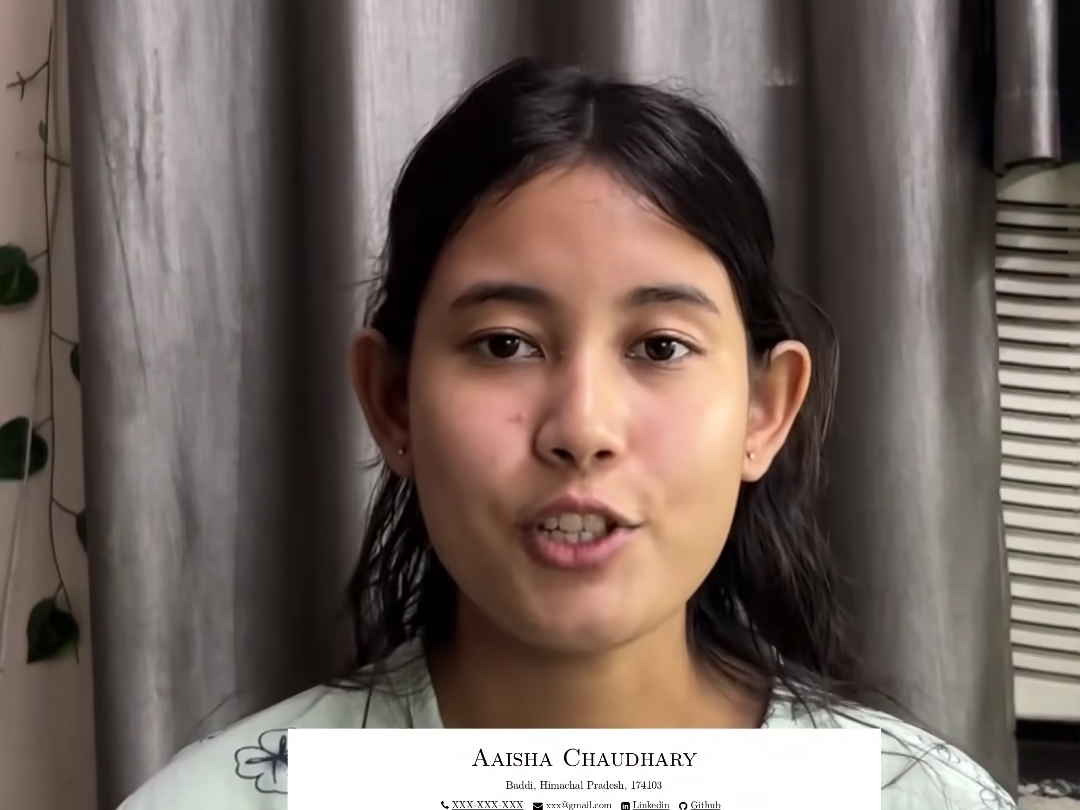 Aaisha Chaudhary
Baddi, Himachal Pradesh, 174103
XXX-XXX-XXX xxx@gmail.com Linkedin Github